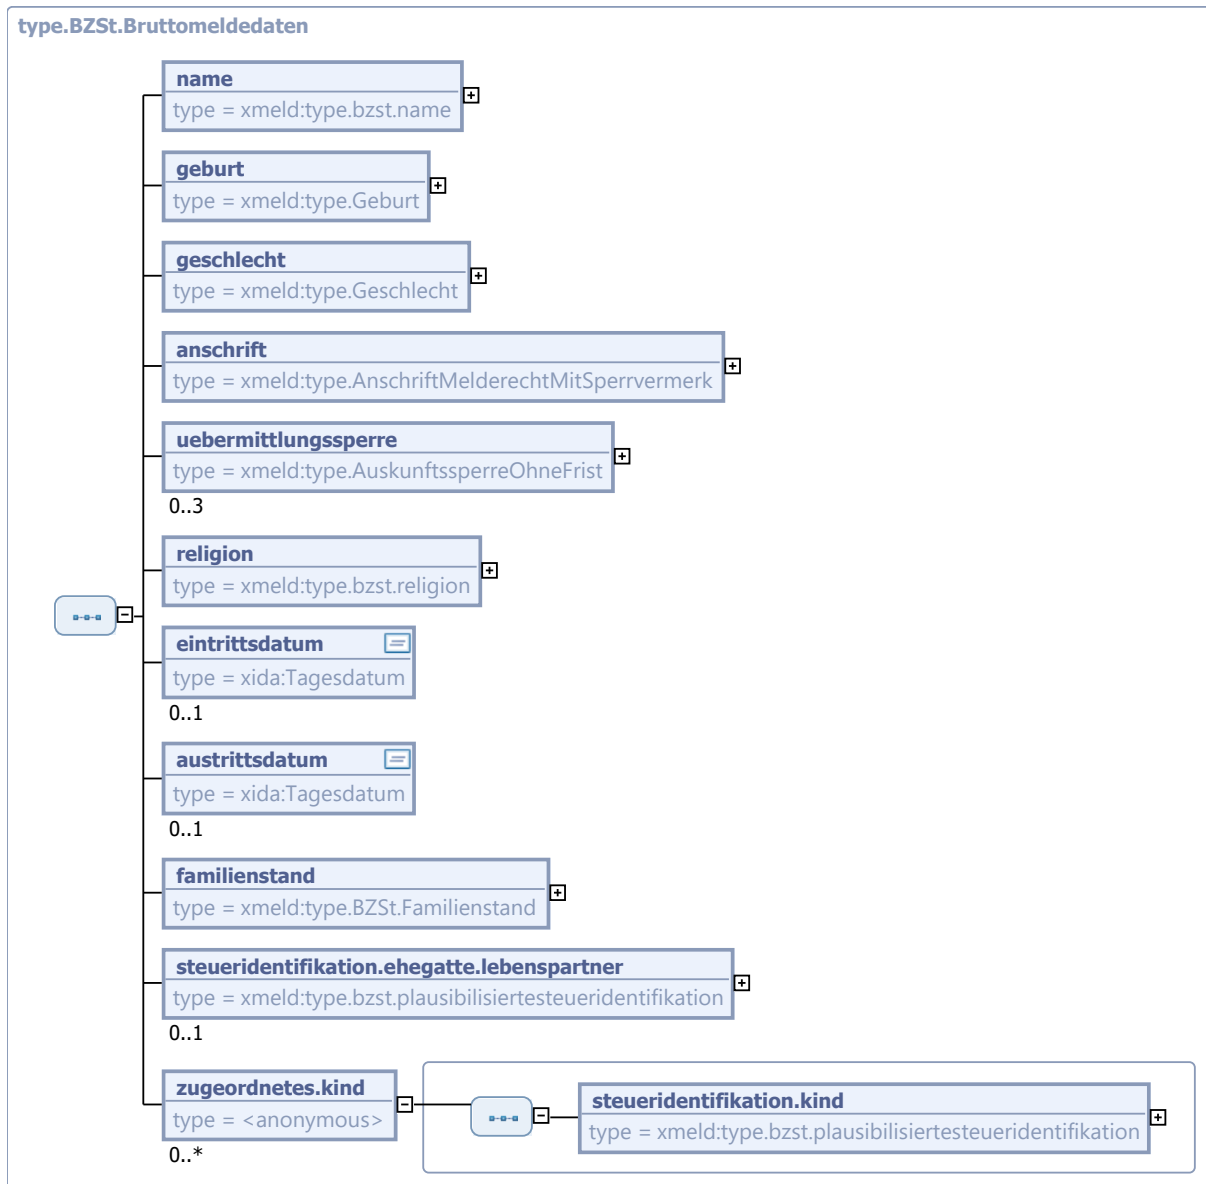 type.BZSt.Bruttomeldedaten
name
type = xmeld:type.bzst.name
geburt
type = xmeld:type.Geburt
geschlecht
type = xmeld:type.Geschlecht
anschrift
type = xmeld:type.AnschriftMelderechtMitSperrvermerk
uebermittlungssperre
type = xmeld:type.AuskunftssperreOhneFrist
0..3
religion
type = xmeld:type.bzst.religion
eintrittsdatum
type = xida:Tagesdatum
0..1
austrittsdatum
type = xida:Tagesdatum
0..1
familienstand
type = xmeld:type.BZSt.Familienstand
steueridentifikation.ehegatte.lebenspartner
type = xmeld:type.bzst.plausibilisiertesteueridentifikation
0..1
zugeordnetes.kind
type = <anonymous>
0..*
steueridentifikation.kind
type = xmeld:type.bzst.plausibilisiertesteueridentifikation